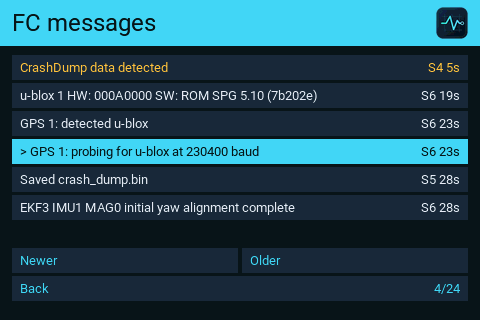 FC messages
CrashDump data detected S4 5s
u-blox 1 HW: 000A0000 SW: ROM SPG 5.10 (7b202e) S6 19s
GPS 1: detected u-blox S6 23s
> GPS 1: probing for u-blox at 230400 baud S6 23s
Saved crash_dump.bin S5 28s
EKF3 IMU1 MAG0 initial yaw alignment complete S6 28s
Newer Older
Back 4/24